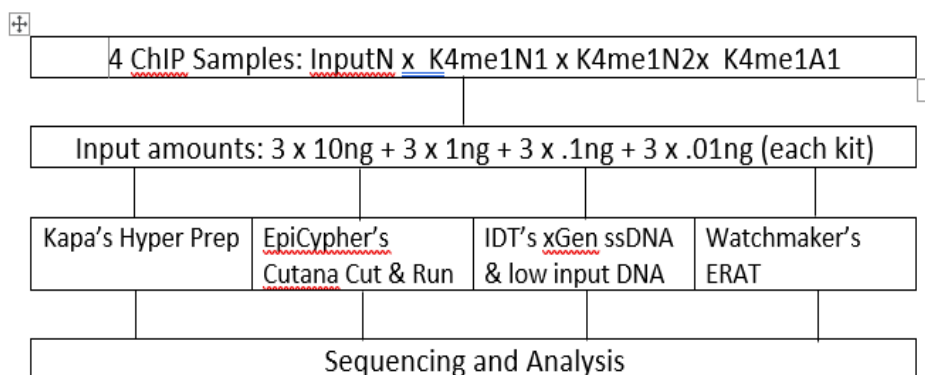 4 ChIP Samples: InputN x  K4me1N1 x K4me1N2x  K4me1A1
Input amounts: 3 x 10ng + 3 x 1ng + 3 x .1ng + 3 x .01ng (each kit)
Kapa’s Hyper Prep
EpiCypher’s
Cutana Cut & Run
IDT’s xGen ssDNA
& low input DNA
Watchmaker’s
ERAT
Sequencing and Analysis